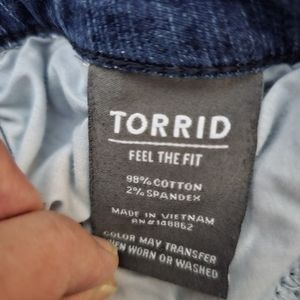 TORRID
FEEL THE FIT
98% COTTON
2% SPANDEX
MADE IN VIETNAM
RN# 148862
COLOR MAY TRANSFER
WHEN WORN OR WASHED